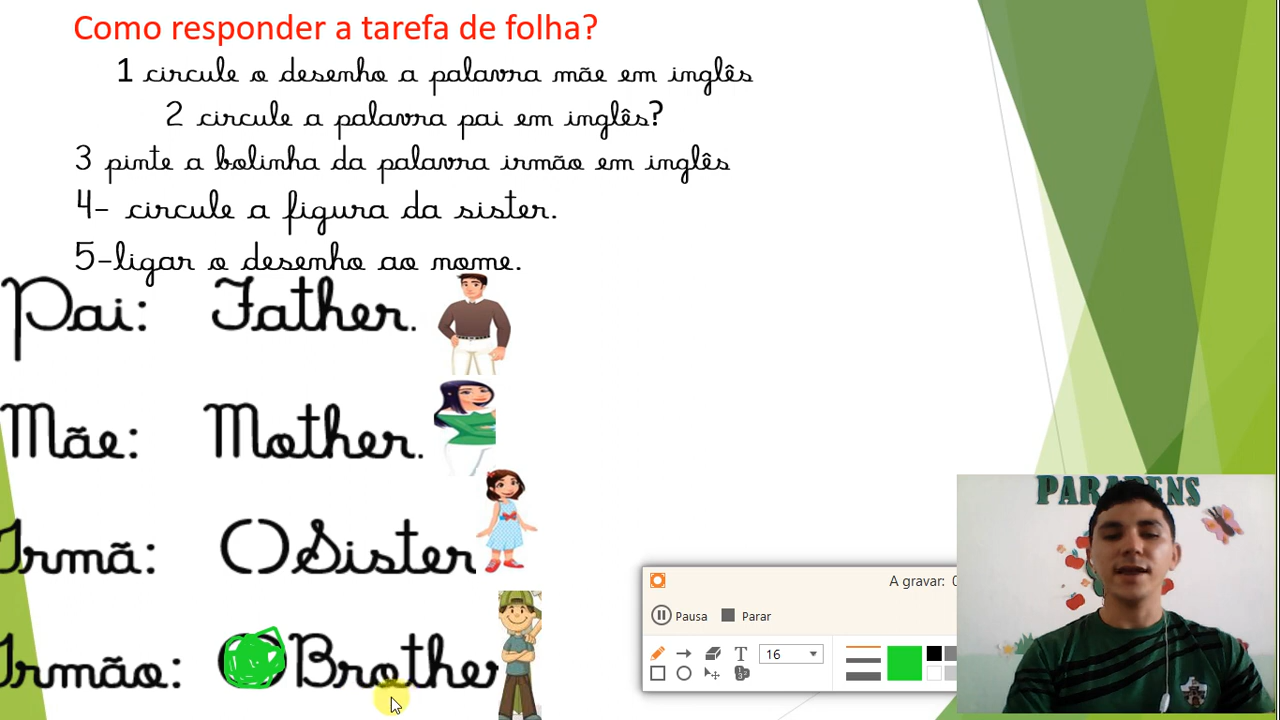 Como responder a tarefa de folha?
1 circule o desenho a palavra mãe em inglês
2 circule a palavra pai em inglês?
3 pinte a bolinha da palavra irmão em inglês
4- circule a figura da sister.
5-ligar o desenho ao nome.
Pai: Father.
Mãe: Mother.
Irmã: Sister
Irmão: Brother
PARABENS
A gravar: 0
Pausa Parar
T 16